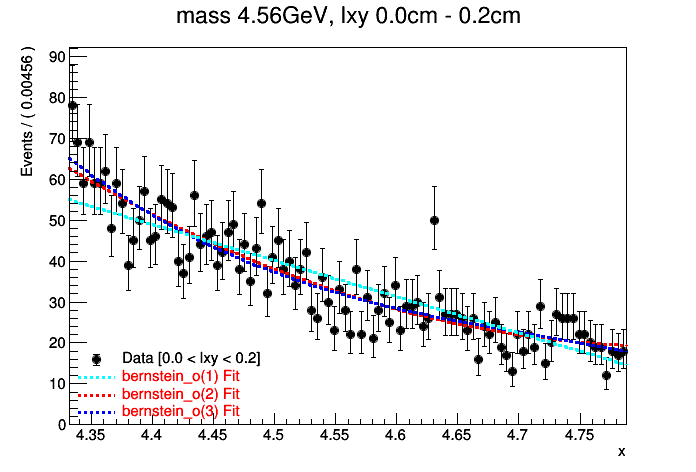 mass 4.56GeV, lxy 0.0cm - 0.2cm
Events / ( 0.00456 )
90
80
70
60
50
40
30
20
10
0
Data [0.0 < lxy < 0.2]
bernstein_o(1) Fit
bernstein_o(2) Fit
bernstein_o(3) Fit
4.35 4.4 4.45 4.5 4.55 4.6 4.65 4.7 4.75
x